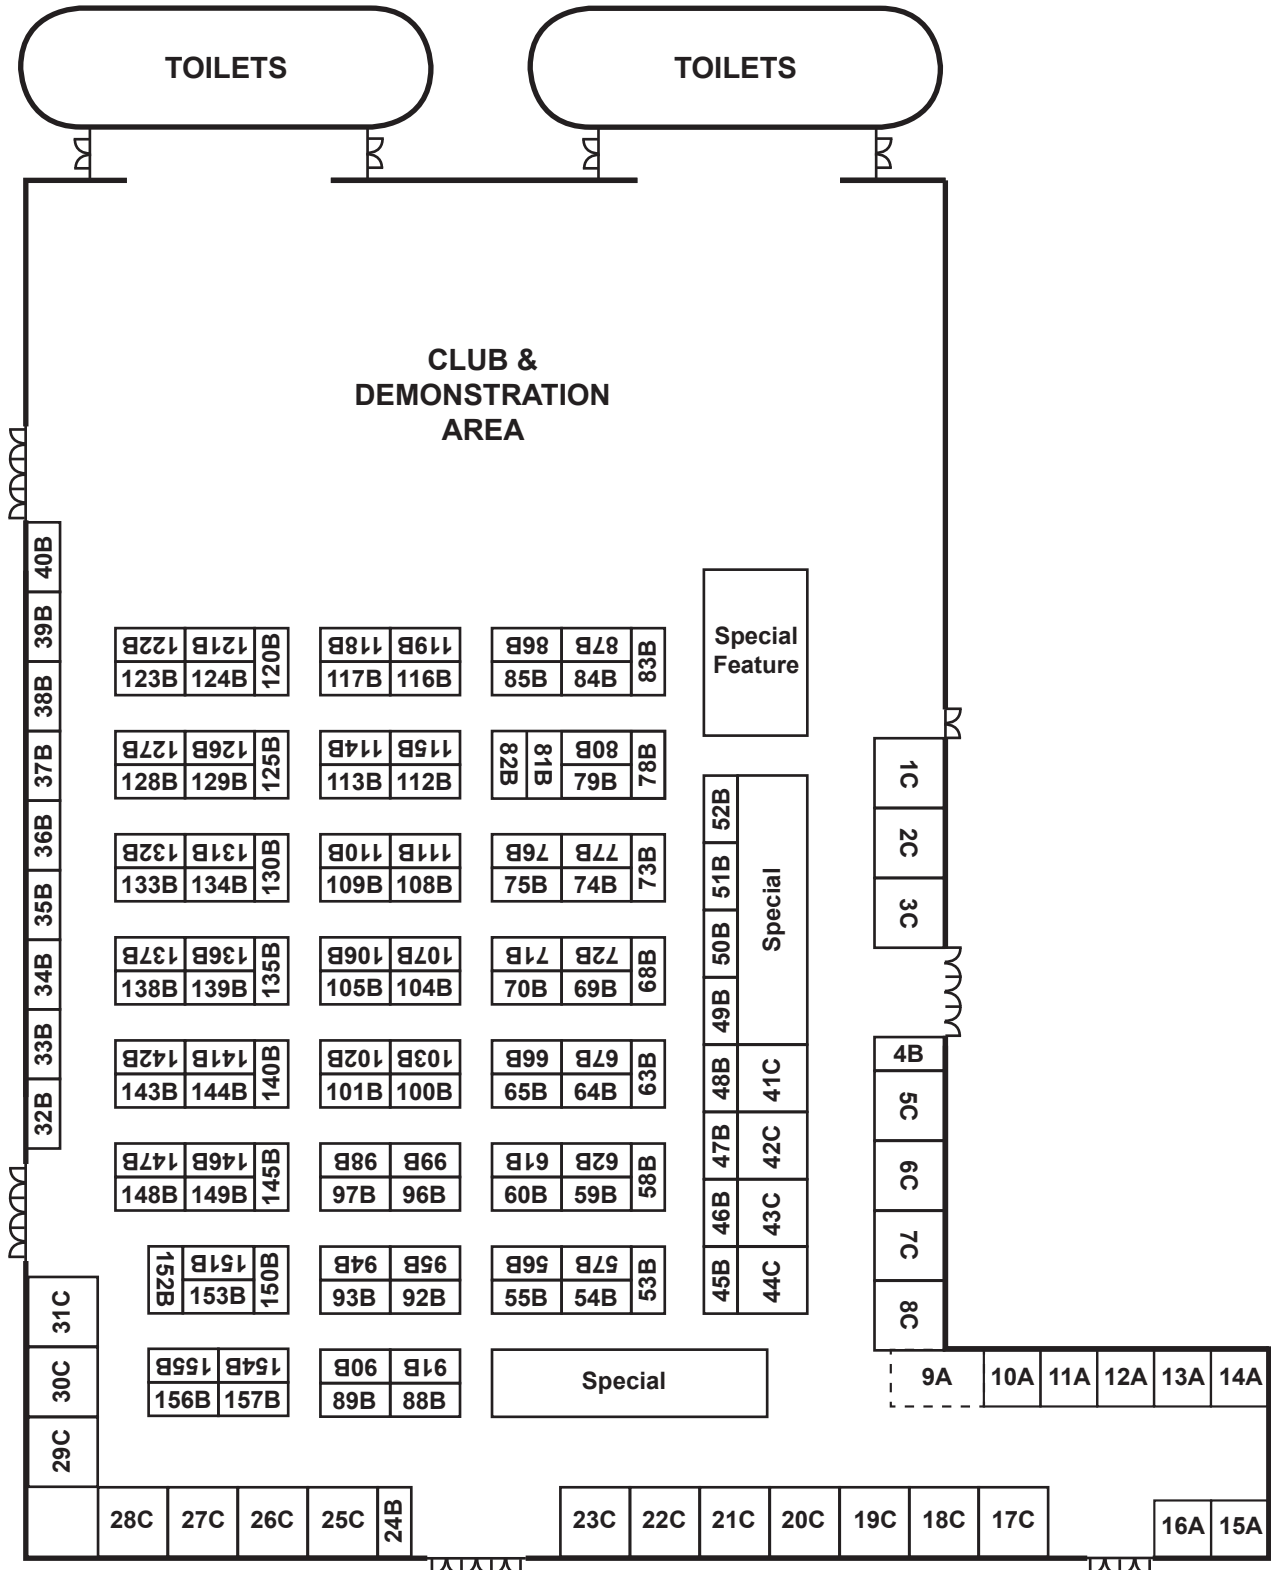 TOILETS
TOILETS
CLUB &
DEMONSTRATION
AREA
40B
39B
38B
37B
36B
35B
34B
33B
32B
122B 121B 120B
123B 124B
118B 119B
117B 116B
86B 87B 83B
85B 84B
Special
Feature
127B 126B 125B
128B 129B
114B 115B
113B 112B
82B 81B 80B 78B
79B
132B 131B 130B
133B 134B
110B 111B
109B 108B
76B 77B 73B
75B 74B
137B 136B 135B
138B 139B
106B 107B
105B 104B
71B 72B 68B
70B 69B
142B 141B 140B
143B 144B
102B 103B
101B 100B
66B 67B 63B
65B 64B
147B 146B 145B
148B 149B
98B 99B
97B 96B
61B 62B 58B
60B 59B
152B 151B 150B
153B
94B 95B
93B 92B
56B 57B 53B
55B 54B
155B 154B
156B 157B
90B 91B
89B 88B
Special
52B
51B
50B
49B
Special
48B 41C
47B 42C
46B 43C
45B 44C
1C
2C
3C
4B
5C
6C
7C
8C
9A 10A 11A 12A 13A 14A
31C
30C
29C
28C 27C 26C 25C 24B
23C 22C 21C 20C 19C 18C 17C
16A 15A